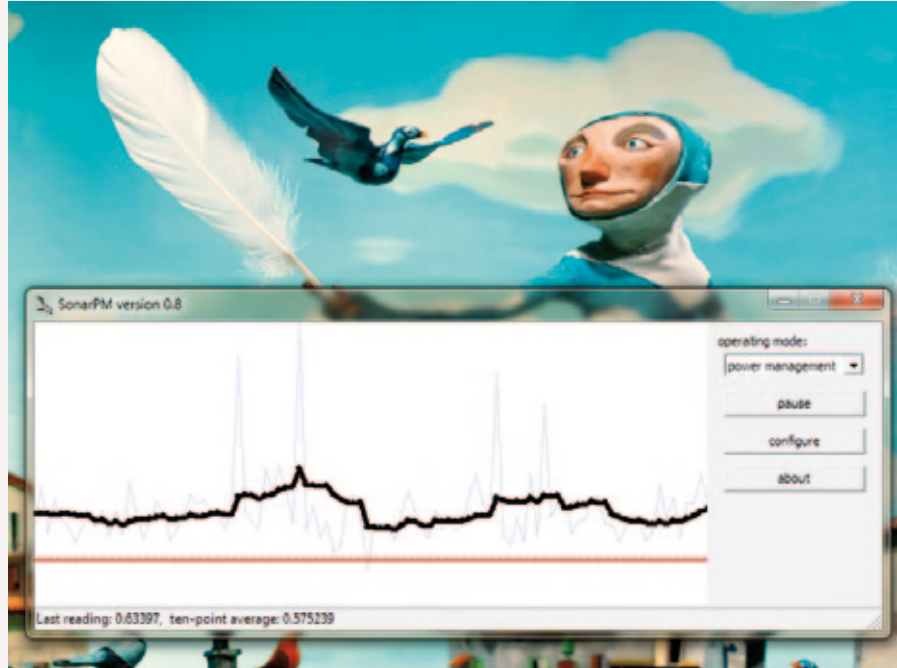 SonarPM version 0.8
operating mode:
power management
pause
configure
about
Last reading: 0.63397, ten-point average: 0.575239